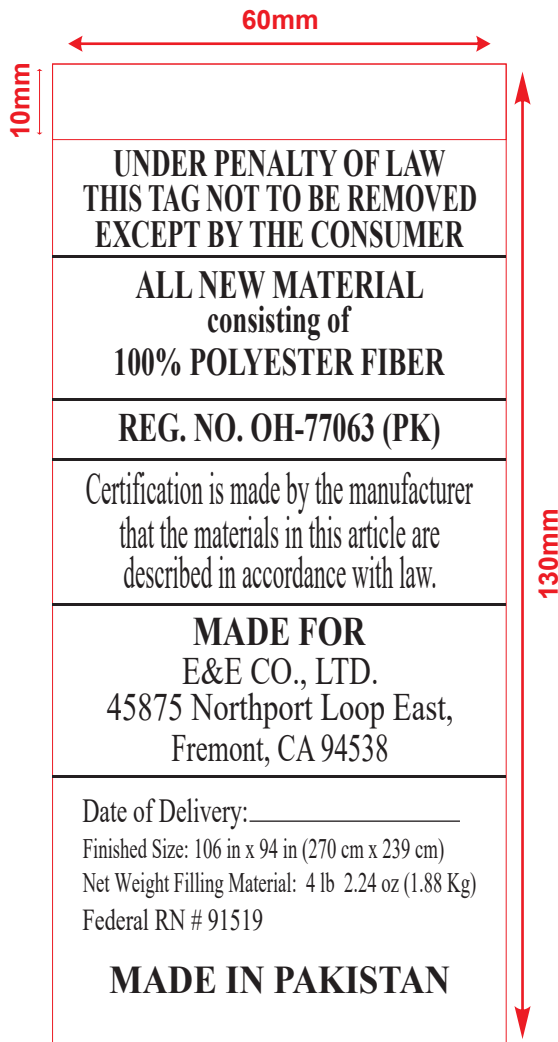 60mm
10mm
UNDER PENALTY OF LAW
THIS TAG NOT TO BE REMOVED
EXCEPT BY THE CONSUMER
ALL NEW MATERIAL
consisting of
100% POLYESTER FIBER
REG. NO. OH-77063 (PK)
Certification is made by the manufacturer
that the materials in this article are
described in accordance with law.
130mm
MADE FOR
E&E CO., LTD.
45875 Northport Loop East,
Fremont, CA 94538
Date of Delivery:
Finished Size: 106 in x 94 in (270 cm x 239 cm)
Net Weight Filling Material: 4 lb 2.24 oz (1.88 Kg)
Federal RN # 91519
MADE IN PAKISTAN